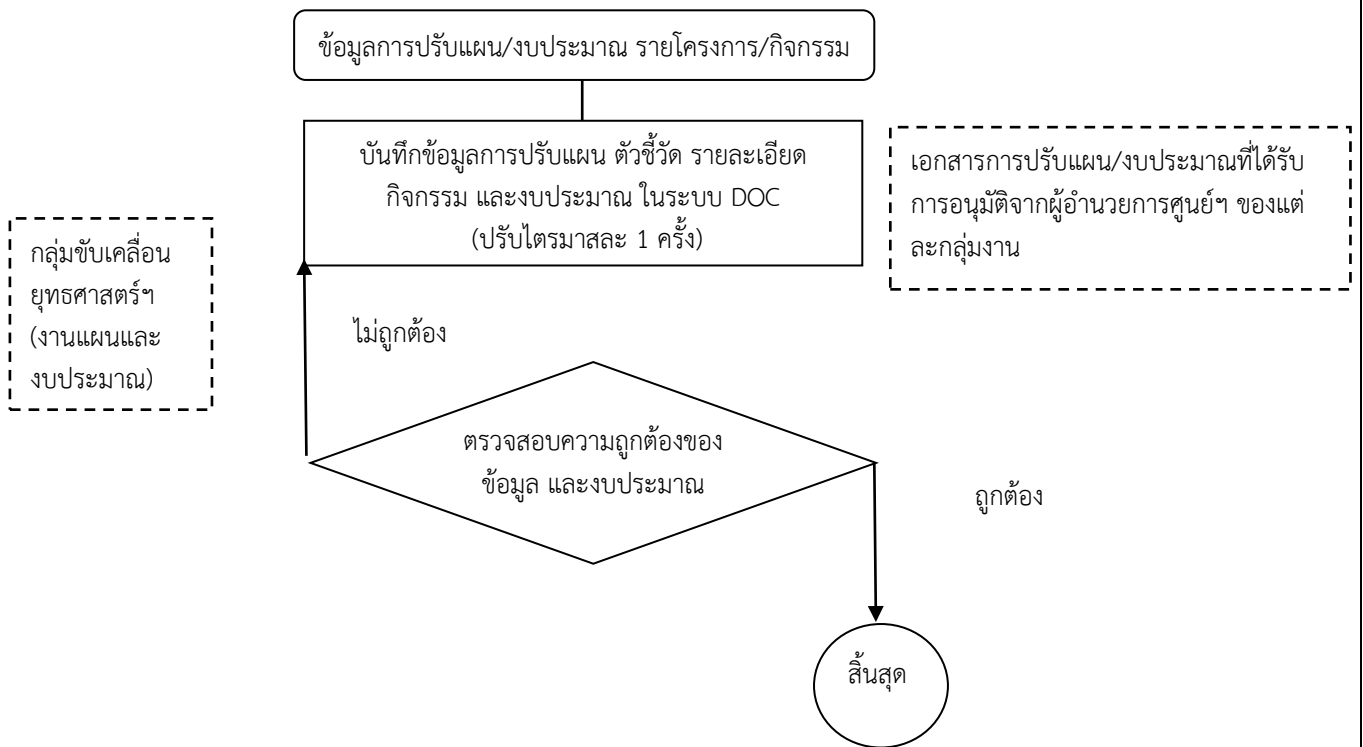 ข้อมูลการปรับแผน/งบประมาณ รายโครงการ/กิจกรรม
บันทึกข้อมูลการปรับแผน ตัวชี้วัด รายละเอียด
กิจกรรม และงบประมาณ ในระบบ DOC
(ปรับไตรมาสละ 1 ครั้ง)
เอกสารการปรับแผน/งบประมาณที่ได้รับ
การอนุมัติจากผู้อำนวยการศูนย์ฯ ของแต่
ละกลุ่มงาน
กลุ่มขับเคลื่อน
ยุทธศาสตร์ฯ
(งานแผนและ
งบประมาณ)
ไม่ถูกต้อง
ตรวจสอบความถูกต้องของ
ข้อมูล และงบประมาณ
ถูกต้อง
สิ้นสุด